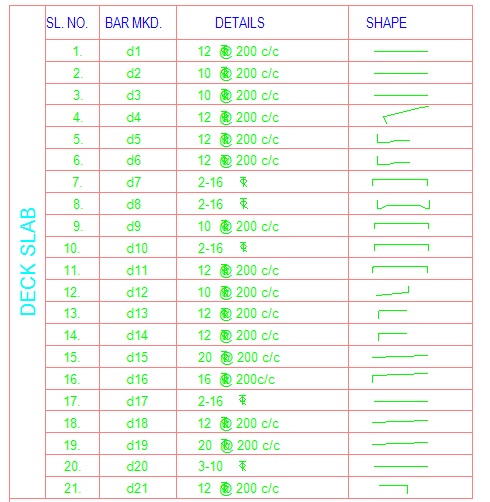 SL. NO. BAR MKD. DETAILS SHAPE
1. d1 12 @ 200 c/c
2. d2 10 @ 200 c/c
3. d3 10 @ 200 c/c
4. d4 12 @ 200 c/c
5. d5 12 @ 200 c/c
6. d6 12 @ 200 c/c
7. d7 2-16
8. d8 2-16
9. d9 10 @ 200 c/c
10. d10 2-16
11. d11 12 @ 200 c/c
12. d12 10 @ 200 c/c
13. d13 12 @ 200 c/c
14. d14 12 @ 200 c/c
15. d15 20 @ 200 c/c
16. d16 16 @ 200c/c
17. d17 2-16
18. d18 12 @ 200 c/c
19. d19 20 @ 200 c/c
20. d20 3-10
21. d21 12 @ 200 c/c
DECK SLAB